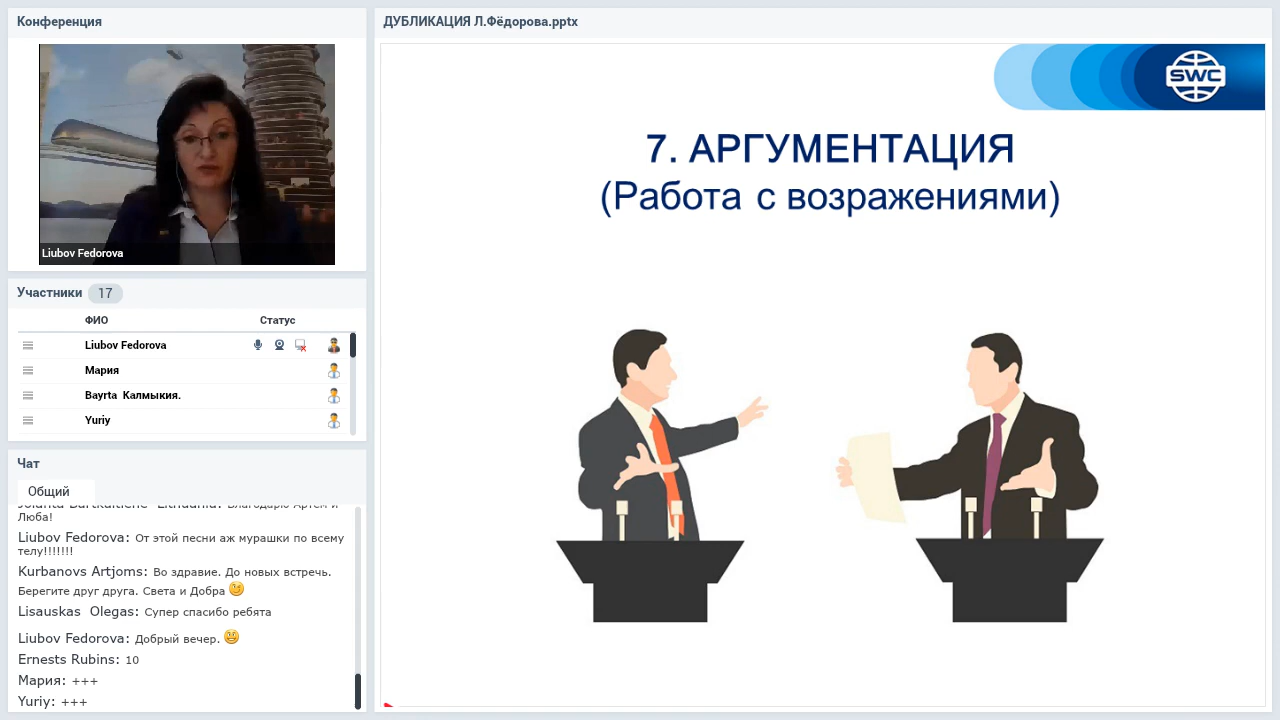 Конференция
Liubov Fedorova
Участники 17
ФИО Статус
Liubov Fedorova
Мария
Bayrta Калмыкия.
Yuriy
Чат
Общий
Люба!
Liubov Fedorova: От этой песни аж мурашки по всему
телу!!!!!!!
Kurbanovs Artjoms: Во здравие. До новых встречь.
Берегите друг друга. Света и Добра
Lisauskas Olegas: Супер спасибо ребята
Liubov Fedorova: Добрый вечер.
Ernests Rubins: 10
Мария: +++
Yuriy: +++
ДУБЛИКАЦИЯ Л.Фёдорова.pptx
SWC
7. АРГУМЕНТАЦИЯ
(Работа с возражениями)